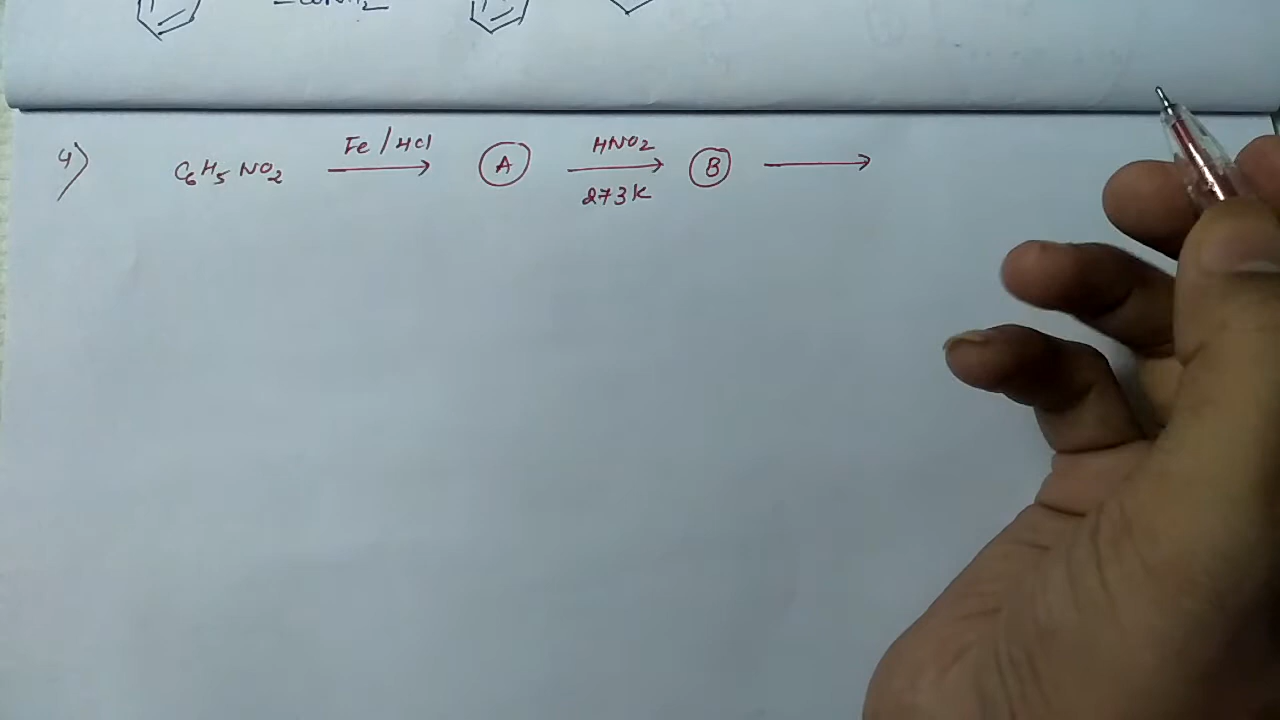 4) C6H5NO2 Fe/HCl → A HNO2 273K → B →